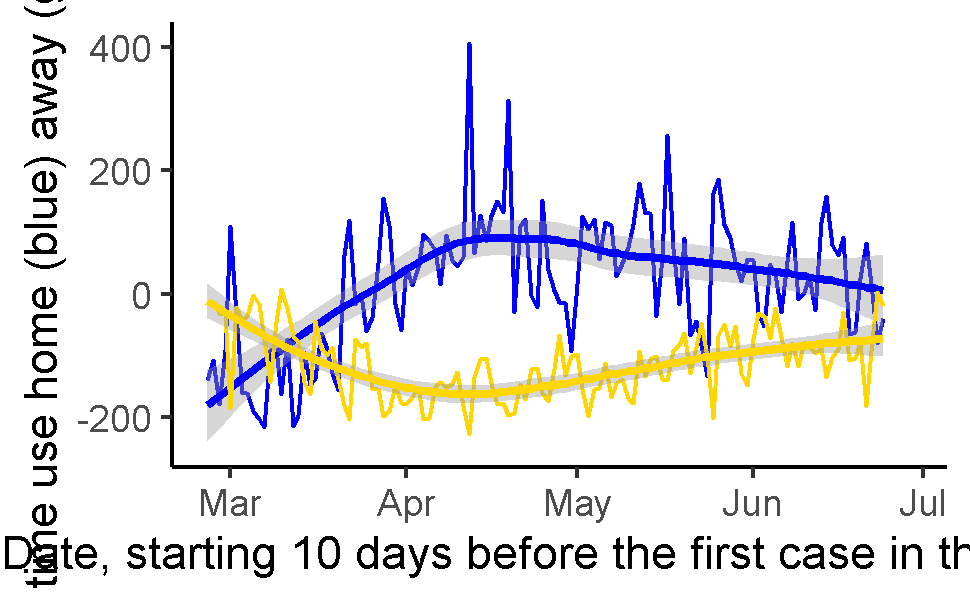 time use home (blue) away (
400
200
0
-200
Mar Apr May Jun Jul
Date, starting 10 days before the first case in